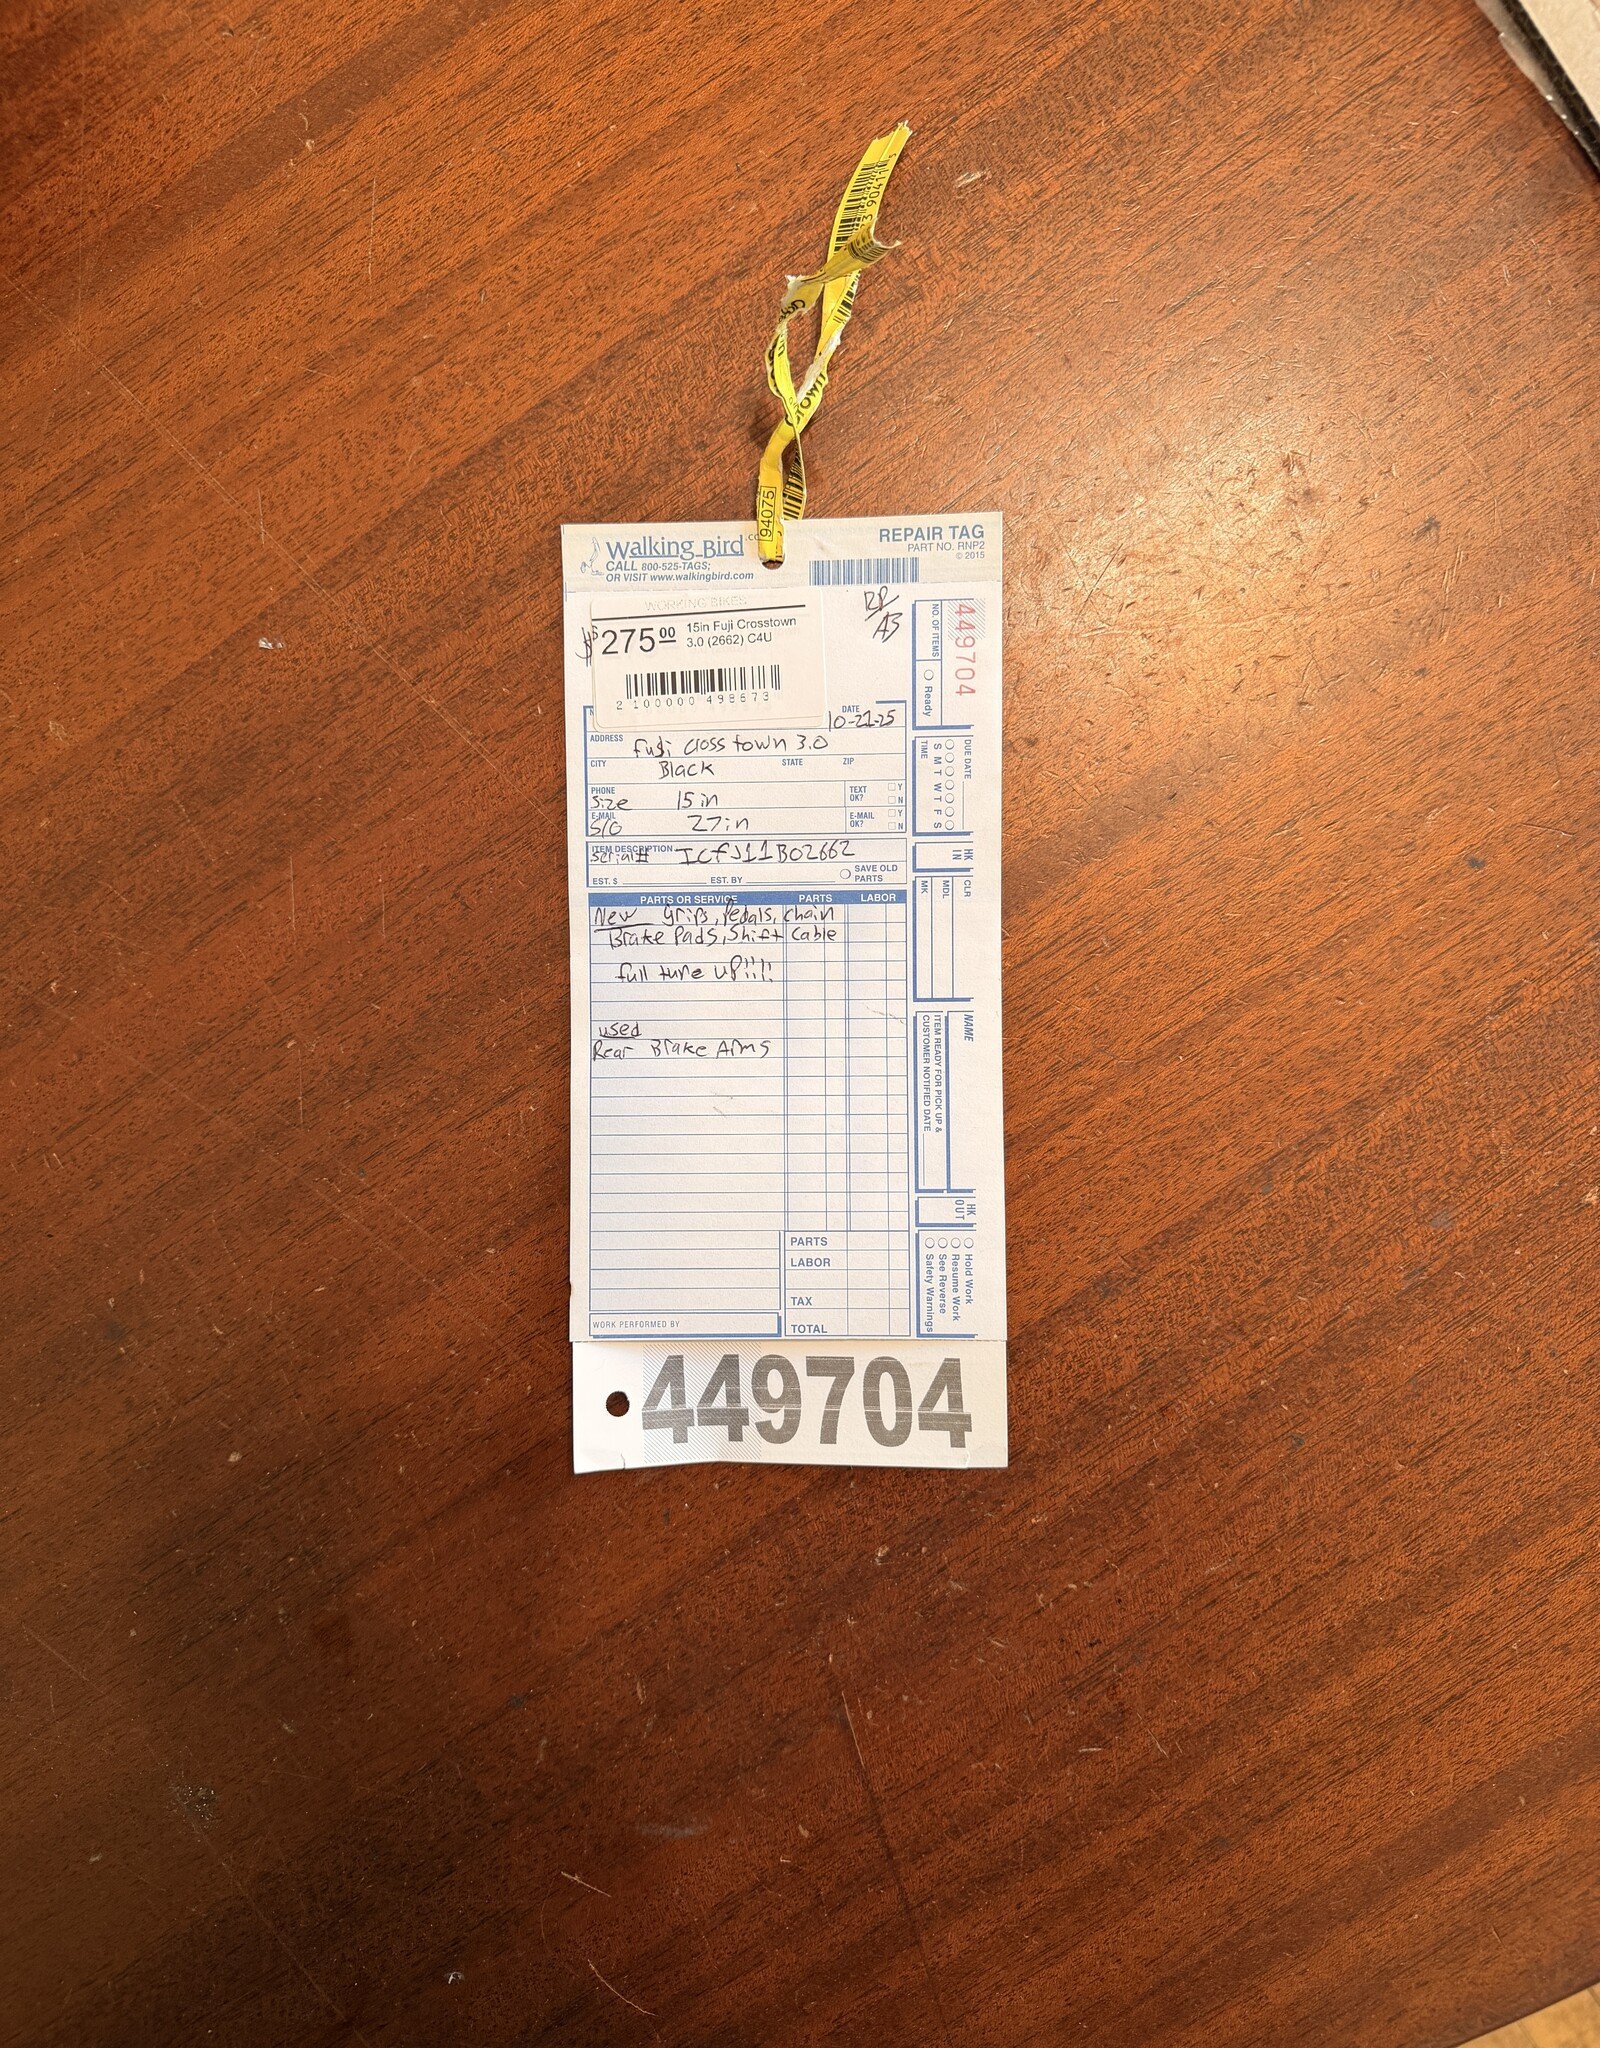 94075
Walking Bird
CALL 800-525-TAGS;
OR VISIT www.walkingbird.com
REPAIR TAG
PART NO. RNP2
© 2015
WORKING BIKES
$275.00
15in Fuji Crosstown
3.0 (2662) C4U
2 100000 498673
DATE
10-21-25
ADDRESS
Fuji Cross town 3.0
CITY
Black
STATE
ZIP
PHONE
Size 15in
TEXT OK?
Y
N
E-MAIL
S/O 27in
E-MAIL OK?
Y
N
ITEM DESCRIPTION
Serial# ICFJ11B02662
EST. $
EST. BY
SAVE OLD PARTS
PARTS OR SERVICE
PARTS
LABOR
New Grips, Pedals, chain
Brake Pads, Shift Cable
full tune up!!!!
used
Rear Brake Arms
PARTS
LABOR
TAX
TOTAL
WORK PERFORMED BY
449704
NO. OF ITEMS
Ready
DUE DATE
S M T W T F S
TIME
HK IN
CLR
MDL
MK
NAME
ITEM READY FOR PICK UP &
CUSTOMER NOTIFIED DATE
HK OUT
Hold Work
Resume Work
See Reverse
Safety Warnings
449704